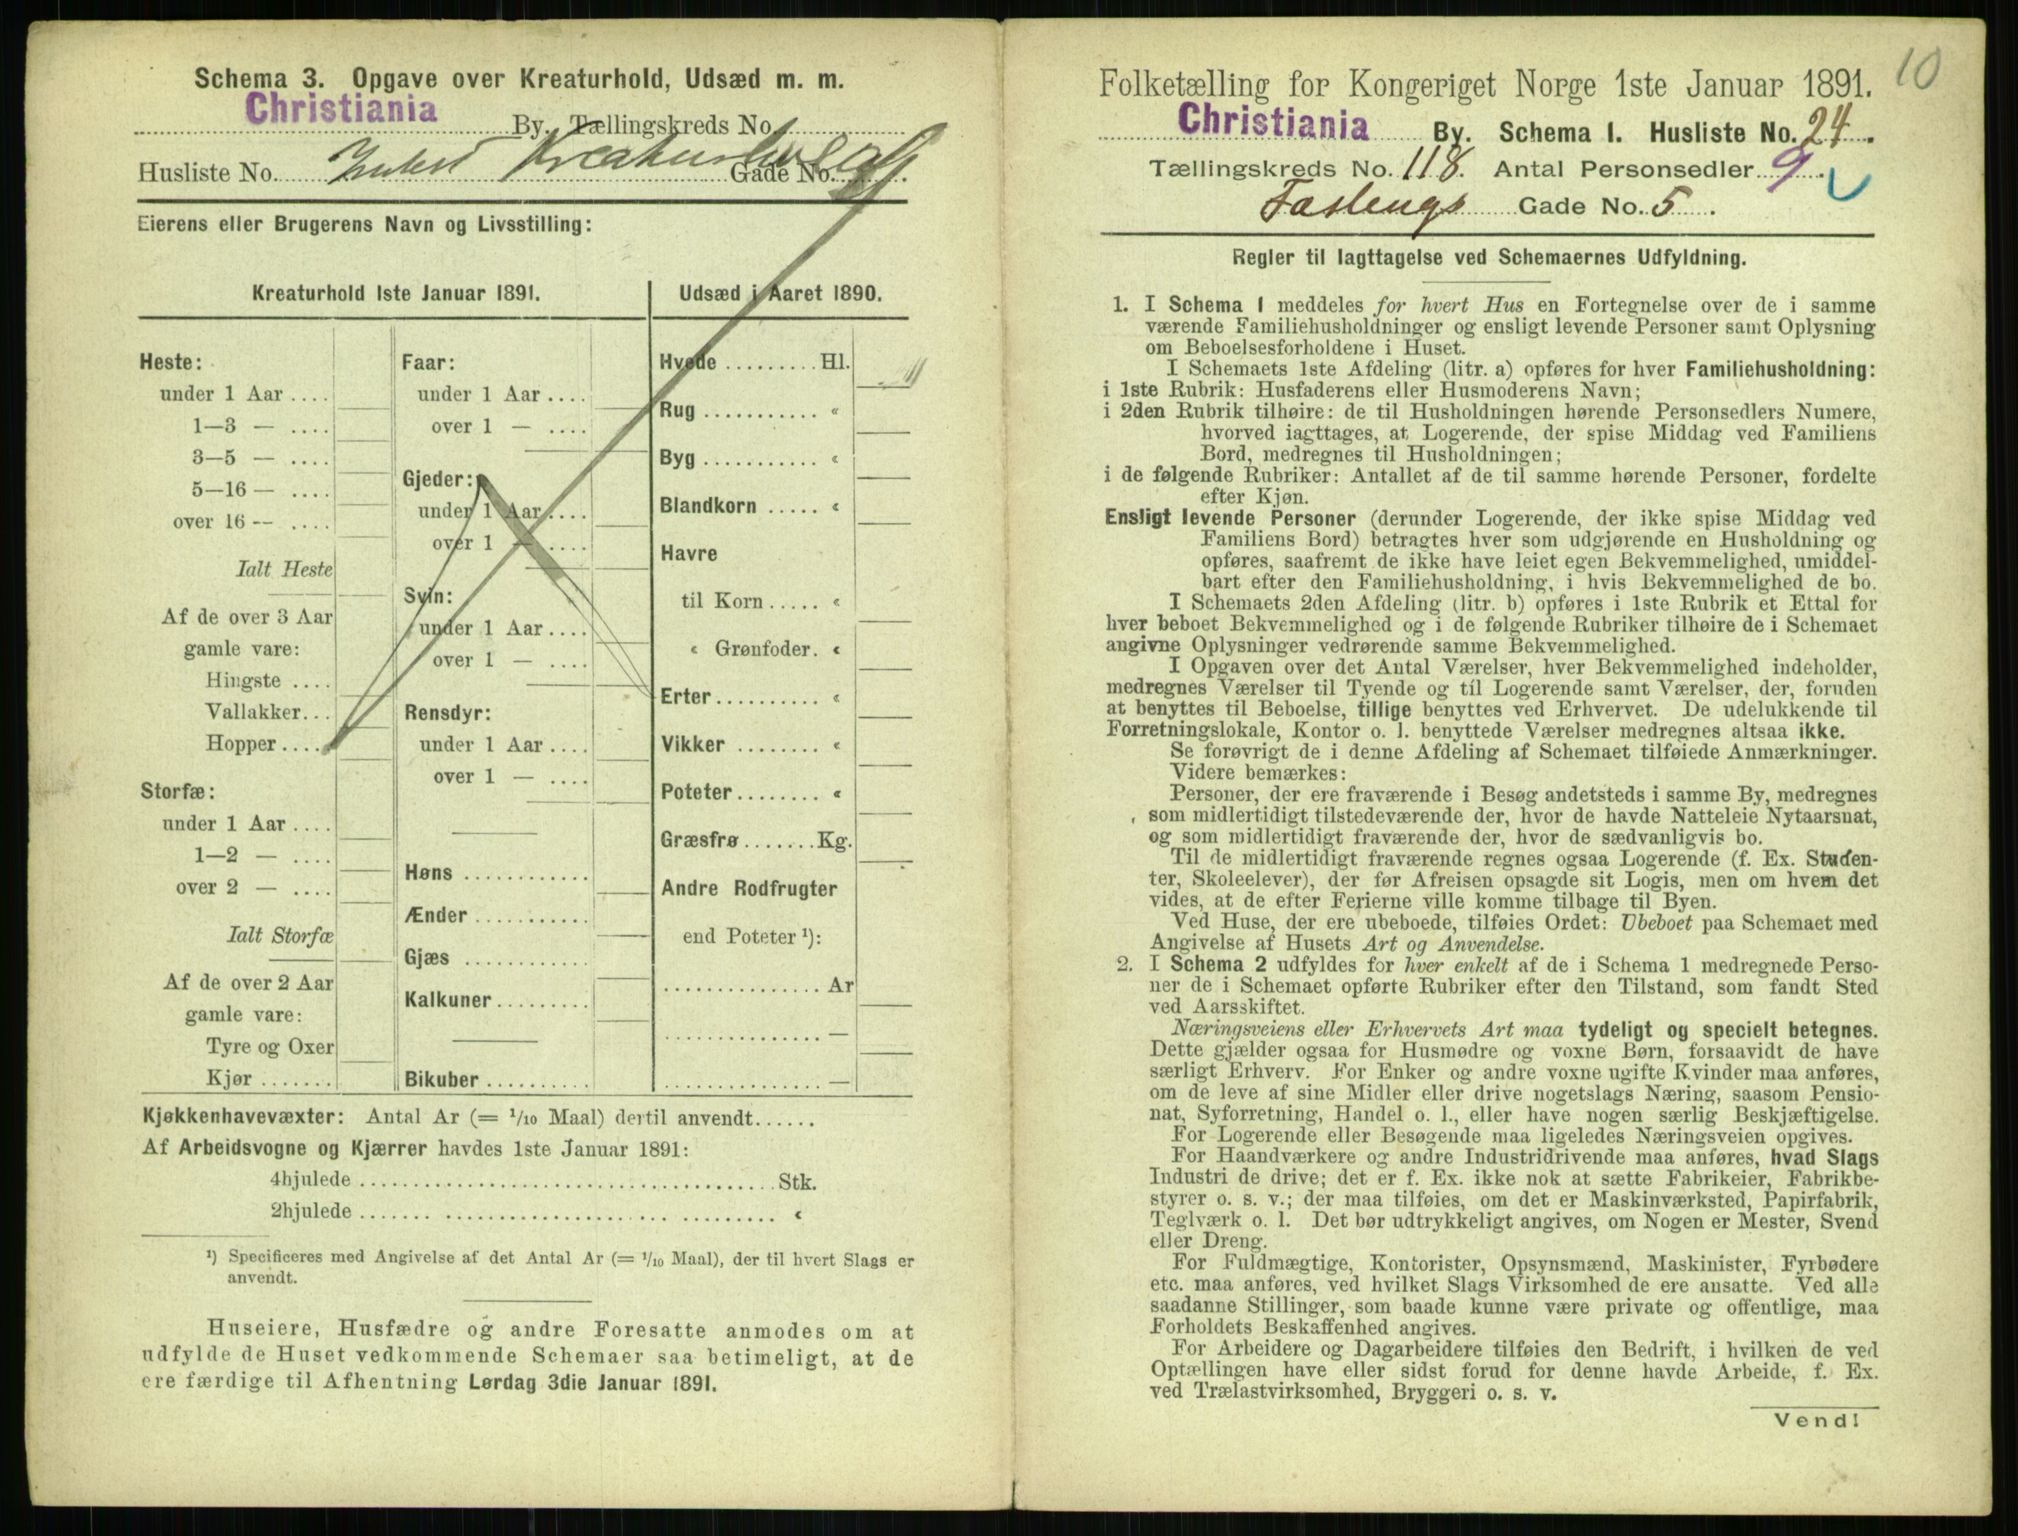 Schema 3. Opgave over Kreaturhold, Udsæd m. m.
Christiania By. Tællingskreds No.
Husliste No. Gade No.
Eierens eller Brugerens Navn og Livsstilling:
Kreaturhold 1ste Januar 1891.
Heste:
under 1 Aar ....
1—3 — ....
3—5 — ....
5—16 — ....
over 16 -- ....
Ialt Heste
Af de over 3 Aar
gamle vare:
Hingste ....
Vallakker...
Hopper....
Storfæ:
under 1 Aar ....
1—2 — ....
over 2 — ....
Ialt Storfæ
Af de over 2 Aar
gamle vare:
Tyre og Oxer
Kjør.......
Faar:
under 1 Aar ....
over 1 — ....
Gjeder:
under 1 Aar ....
over 1 — ....
Svin:
under 1 Aar ....
over 1 — ....
Rensdyr:
under 1 Aar ....
over 1 — ....
Høns ............
Ænder ...........
Gjæs ............
Kalkuner.........
Bikuber..........
Udsæd i Aaret 1890.
Hvede ......... Hl.
Rug ........... «
Byg ........... «
Blandkorn ..... «
Havre
til Korn..... «
« Grønfoder. «
Erter.......... «
Vikker ........ «
Poteter........ «
Græsfrø.......Kg.
Andre Rodfrugter
end Poteter ¹):
............... Ar
............... —
............... —
Kjøkkenhavevæxter: Antal Ar (= 1/10 Maal) dertil anvendt......
Af Arbeidsvogne og Kjærrer havdes 1ste Januar 1891:
4hjulede ........................................Stk.
2hjulede ....... ...................... ......... «
¹) Specificeres med Angivelse af det Antal Ar (= 1/10 Maal), der til hvert Slags er
anvendt.
Huseiere, Husfædre og andre Foresatte anmodes om at
udfylde de Huset vedkommende Schemaer saa betimeligt, at de
ere færdige til Afhentning Lørdag 3die Januar 1891.
10
Folketælling for Kongeriget Norge 1ste Januar 1891.
Christiania By. Schema 1. Husliste No. 24.
Tællingskreds No. 118. Antal Personsedler 9.
Gade No. 5.
Regler til Iagttagelse ved Schemaernes Udfyldning.
1. I Schema 1 meddeles for hvert Hus en Fortegnelse over de i samme
værende Familiehusholdninger og ensligt levende Personer samt Oplysning
om Beboelsesforholdene i Huset.
I Schemaets 1ste Afdeling (litr. a) opføres for hver Familiehusholdning:
i 1ste Rubrik: Husfaderens eller Husmoderens Navn;
i 2den Rubrik tilhøire: de til Husholdningen hørende Personsedlers Numere,
hvorved iagttages, at Logerende, der spise Middag ved Familiens
Bord, medregnes til Husholdningen;
i de følgende Rubriker: Antallet af de til samme hørende Personer, fordelte
efter Kjøn.
Ensligt levende Personer (derunder Logerende, der ikke spise Middag ved
Familiens Bord) betragtes hver som udgjørende en Husholdning og
opføres, saafremt de ikke have leiet egen Bekvemmelighed, umiddel-
bart efter den Familiehusholdning, i hvis Bekvemmelighed de bo.
I Schemaets 2den Afdeling (litr. b) opføres i 1ste Rubrik et Ettal for
hver beboet Bekvemmelighed og i de følgende Rubriker tilhøire de i Schemaet
angivne Oplysninger vedrørende samme Bekvemmelighed.
I Opgaven over det Antal Værelser, hver Bekvemmelighed indeholder,
medregnes Værelser til Tyende og til Logerende samt Værelser, der, foruden
at benyttes til Beboelse, tillige benyttes ved Erhvervet. De udelukkende til
Forretningslokale, Kontor o. l. benyttede Værelser medregnes altsaa ikke.
Se forøvrigt de i denne Afdeling af Schemaet tilføiede Anmærkninger.
Videre bemærkes:
Personer, der ere fraværende i Besøg andetsteds i samme By, medregnes
som midlertidigt tilstedeværende der, hvor de havde Natteleie Nytaarsnat,
og som midlertidigt fraværende der, hvor de sædvanligvis bo.
Til de midlertidigt fraværende regnes ogsaa Logerende (f. Ex. Studen-
ter, Skoleelever), der før Afreisen opsagde sit Logis, men om hvem det
vides, at de efter Ferierne ville komme tilbage til Byen.
Ved Huse, der ere ubeboede, tilføies Ordet: Ubeboet paa Schemaet med
Angivelse af Husets Art og Anvendelse.
2. I Schema 2 udfyldes for hver enkelt af de i Schema 1 medregnede Perso-
ner de i Schemaet opførte Rubriker efter den Tilstand, som fandt Sted
ved Aarsskiftet.
Næringsveiens eller Erhvervets Art maa tydeligt og specielt betegnes.
Dette gjælder ogsaa for Husmødre og voxne Børn, forsaavidt de have
særligt Erhverv. For Enker og andre voxne ugifte Kvinder maa anføres,
om de leve af sine Midler eller drive nogetslags Næring, saasom Pensio-
nat, Syforretning, Handel o. l., eller have nogen særlig Beskjæftigelse.
For Logerende eller Besøgende maa ligeledes Næringsveien opgives.
For Haandværkere og andre Industridrivende maa anføres, hvad Slags
Industri de drive; det er f. Ex. ikke nok at sætte Fabrikeier, Fabrikbe-
styrer o. s. v.; der maa tilføies, om det er Maskinværksted, Papirfabrik,
Teglværk o. l. Det bør udtrykkeligt angives, om Nogen er Mester, Svend
eller Dreng.
For Fuldmægtige, Kontorister, Opsynsmænd, Maskinister, Fyrbødere
etc. maa anføres, ved hvilket Slags Virksomhed de ere ansatte. Ved alle
saadanne Stillinger, som baade kunne være private og offentlige, maa
Forholdets Beskaffenhed angives.
For Arbeidere og Dagarbeidere tilføies den Bedrift, i hvilken de ved
Optællingen have eller sidst forud for denne havde Arbeide, f. Ex.
ved Trælastvirksomhed, Bryggeri o. s. v.
Vend!